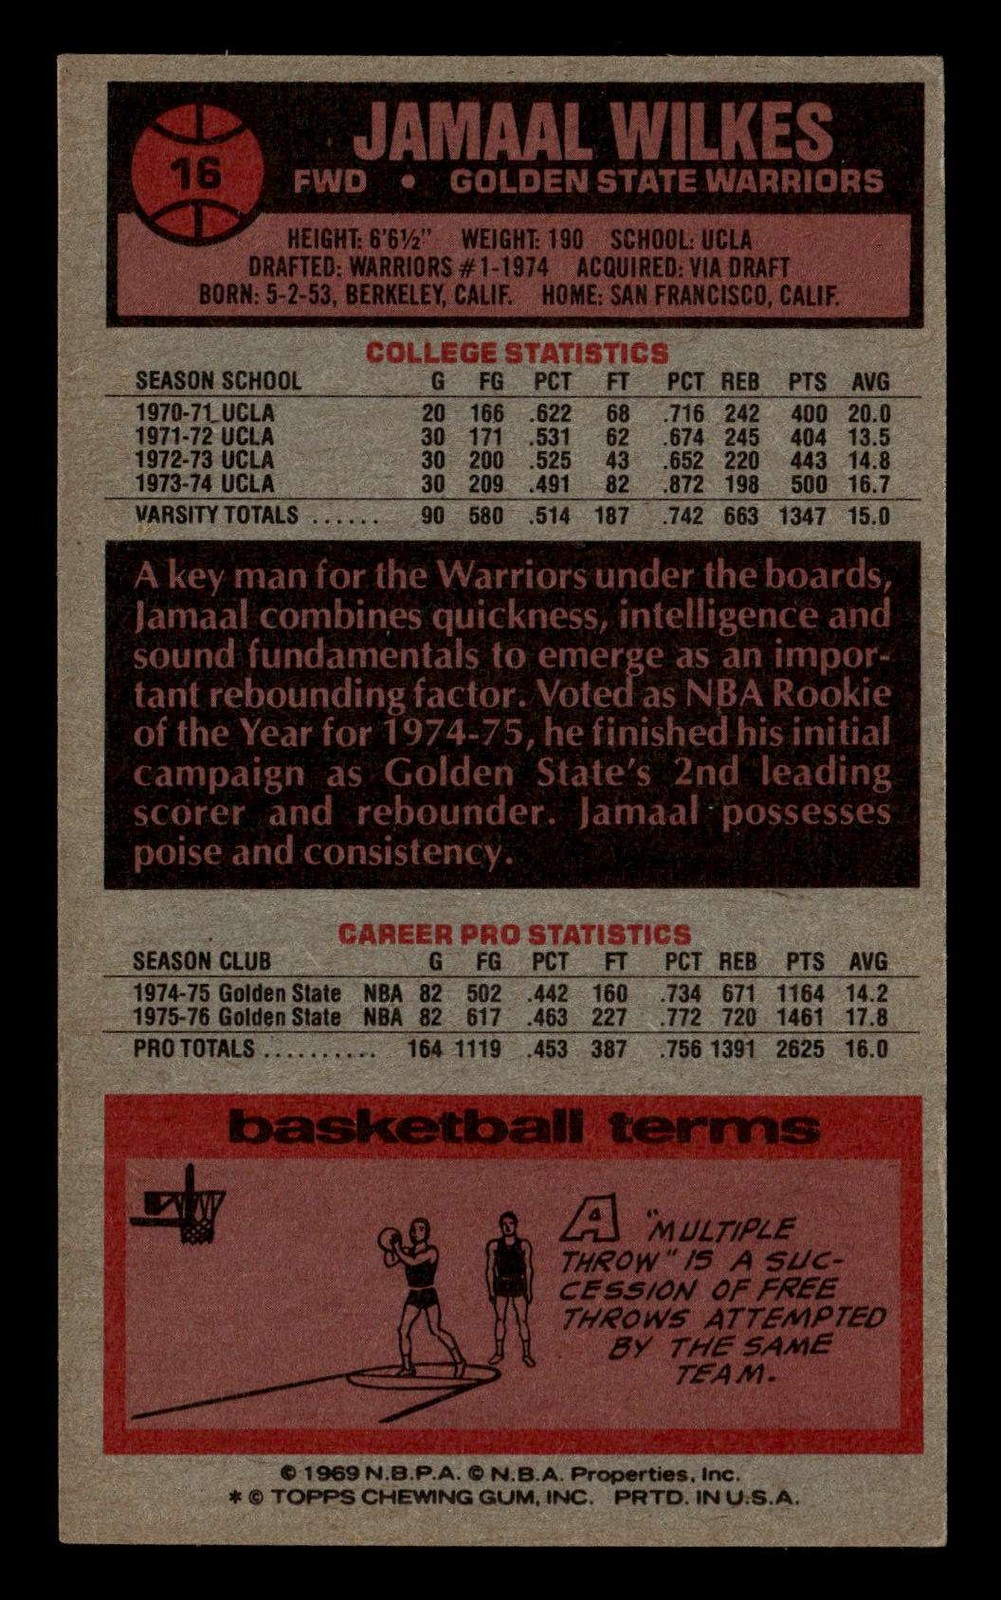 16
JAMAAL WILKES
FWD • GOLDEN STATE WARRIORS
HEIGHT: 6'6½" WEIGHT: 190 SCHOOL: UCLA
DRAFTED: WARRIORS #1-1974 ACQUIRED: VIA DRAFT
BORN: 5-2-53, BERKELEY, CALIF. HOME: SAN FRANCISCO, CALIF.
COLLEGE STATISTICS
SEASON SCHOOL G FG PCT FT PCT REB PTS AVG
1970-71 UCLA 20 166 .622 68 .716 242 400 20.0
1971-72 UCLA 30 171 .531 62 .674 245 404 13.5
1972-73 UCLA 30 200 .525 43 .652 220 443 14.8
1973-74 UCLA 30 209 .491 82 .872 198 500 16.7
VARSITY TOTALS ...... 90 580 .514 187 .742 663 1347 15.0
A key man for the Warriors under the boards,
Jamaal combines quickness, intelligence and
sound fundamentals to emerge as an impor-
tant rebounding factor. Voted as NBA Rookie
of the Year for 1974-75, he finished his initial
campaign as Golden State's 2nd leading
scorer and rebounder. Jamaal possesses
poise and consistency.
CAREER PRO STATISTICS
SEASON CLUB G FG PCT FT PCT REB PTS AVG
1974-75 Golden State NBA 82 502 .442 160 .734 671 1164 14.2
1975-76 Golden State NBA 82 617 .463 227 .772 720 1461 17.8
PRO TOTALS .......... 164 1119 .453 387 .756 1391 2625 16.0
basketball terms
A "MULTIPLE
THROW" IS A SUC-
CESSION OF FREE
THROWS ATTEMPTED
BY THE SAME
TEAM.
© 1969 N.B.P.A. © N.B.A. Properties, Inc.
* © TOPPS CHEWING GUM, INC. PRTD. IN U.S.A.